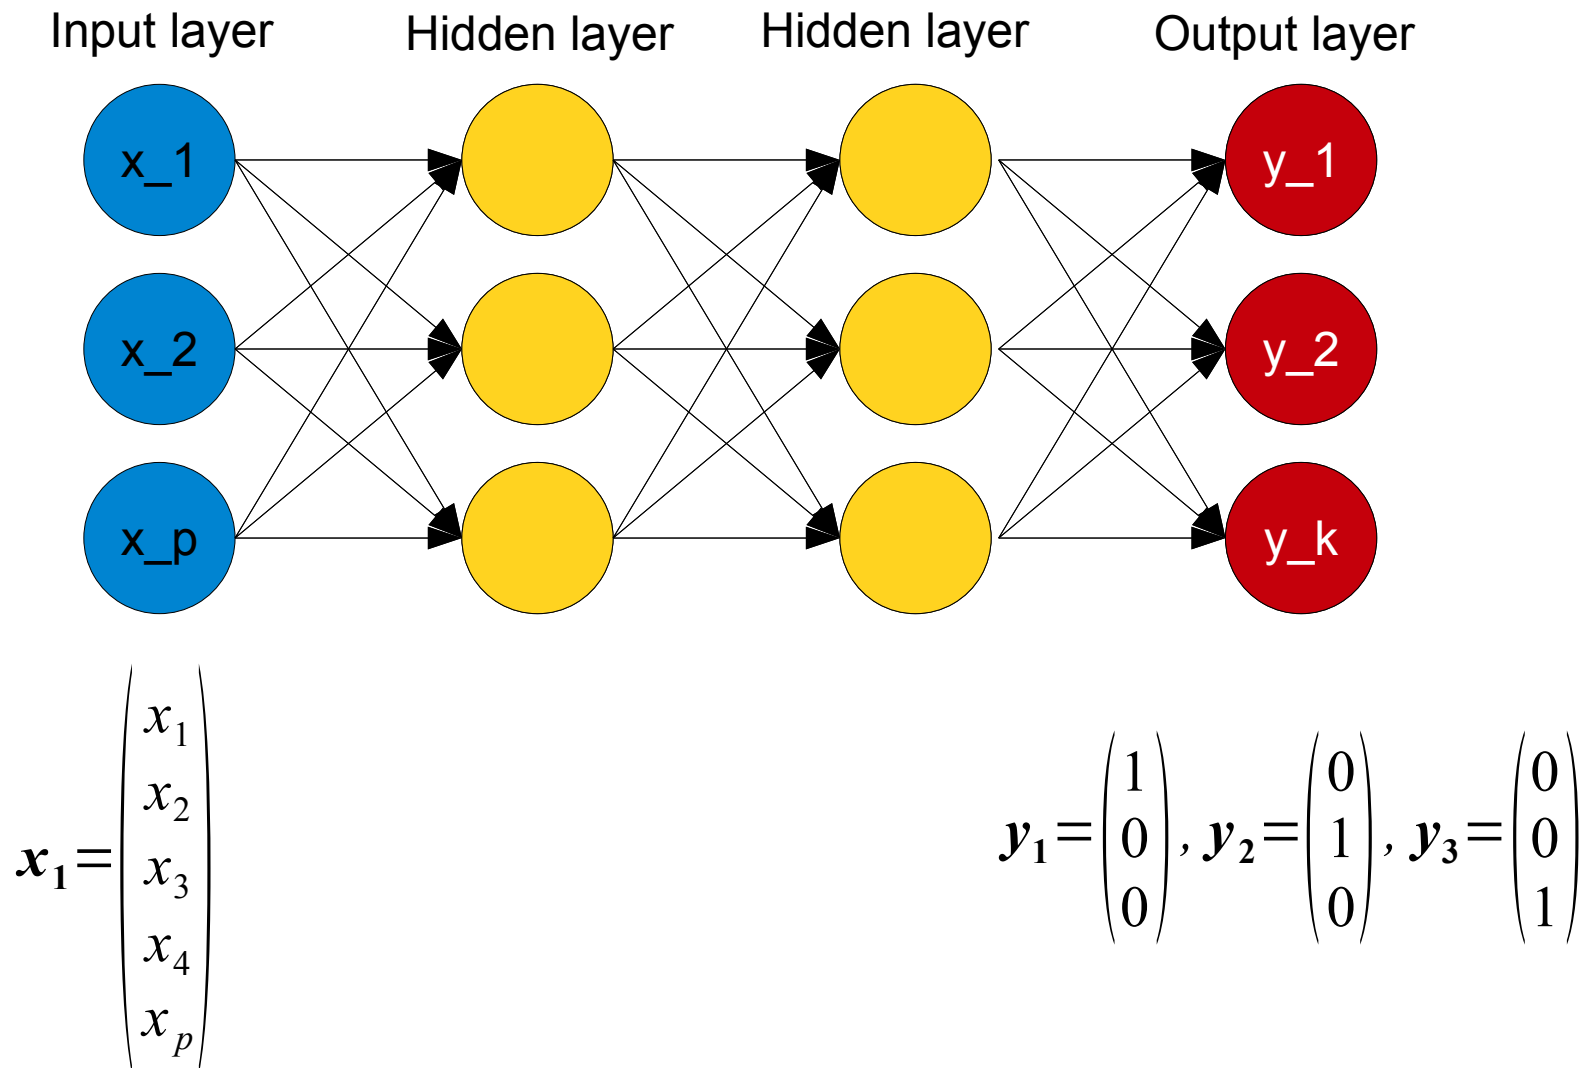 Input layer Hidden layer Hidden layer Output layer
x_1 y_1
x_2 y_2
x_p y_k
x₁=(x₁ x₂ x₃ x₄ xₚ)
y₁=(1 0 0), y₂=(0 1 0), y₃=(0 0 1)